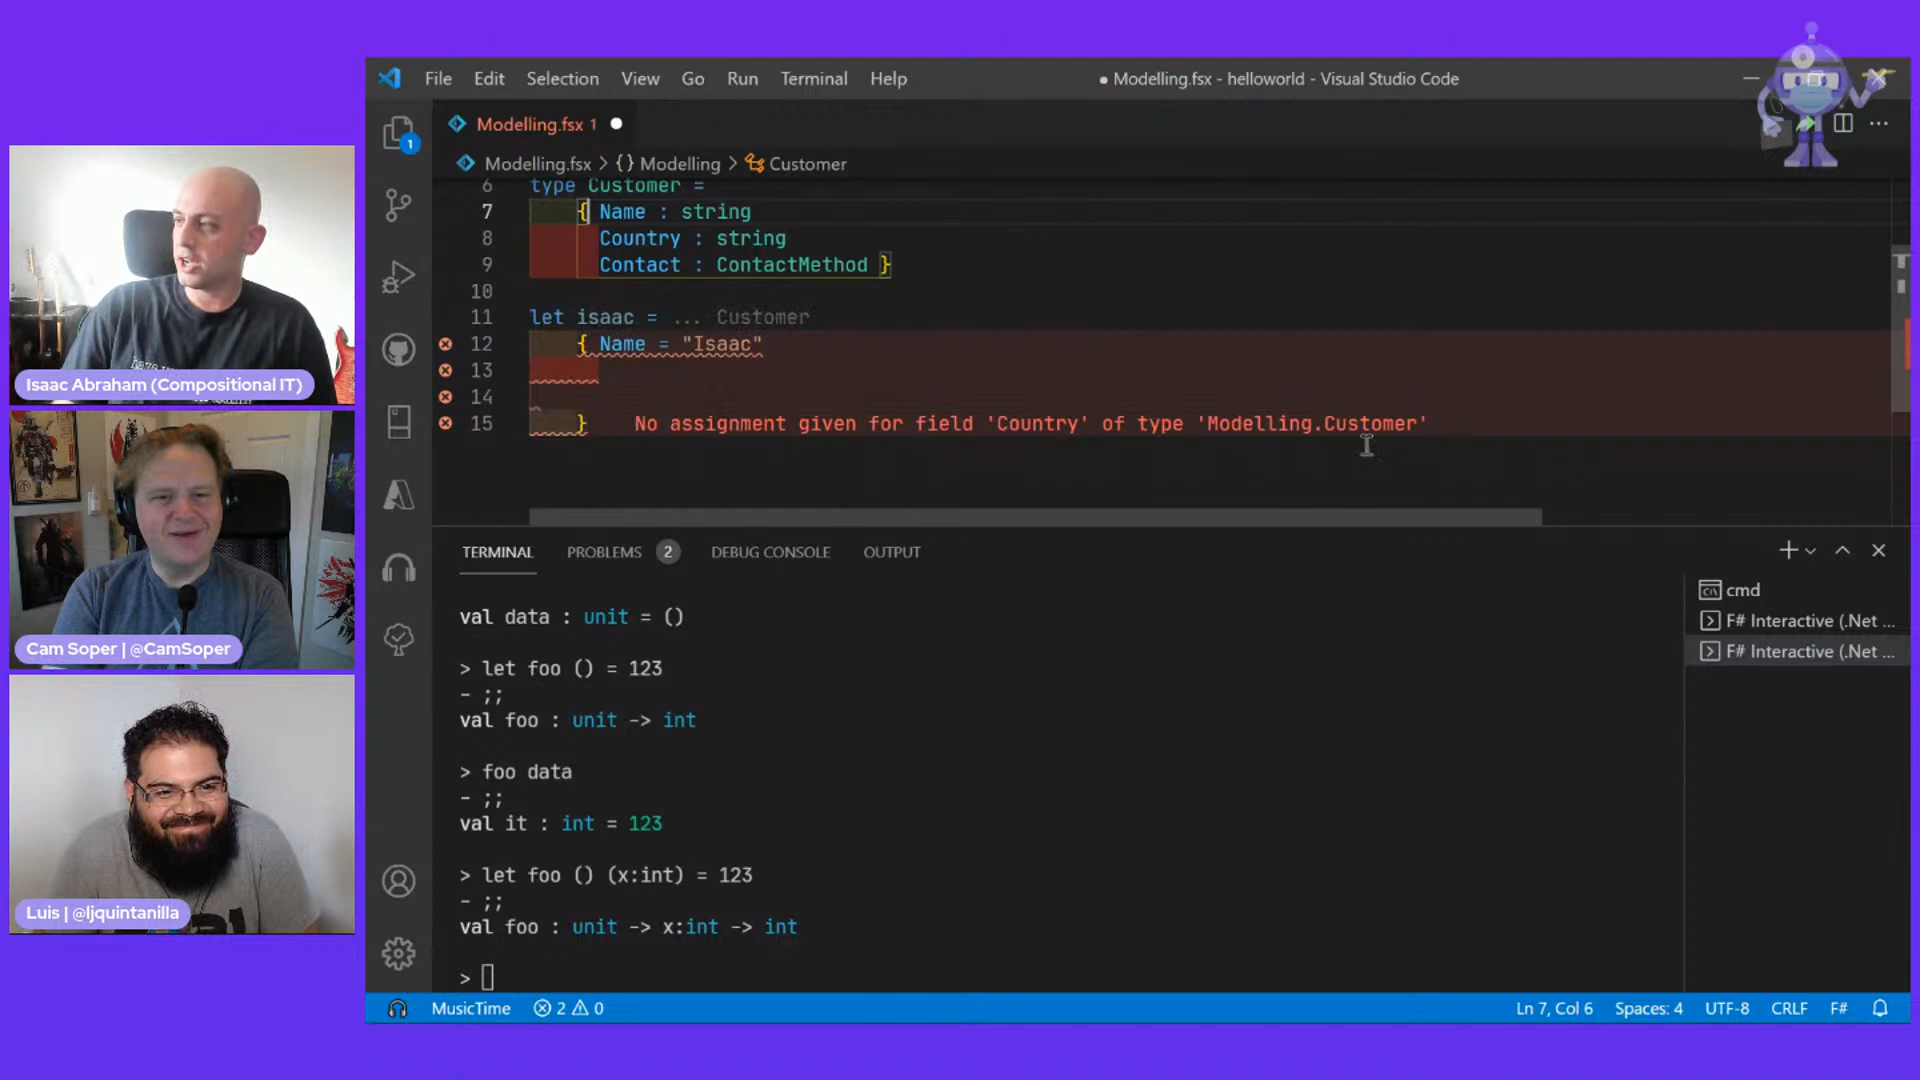 File Edit Selection View Go Run Terminal Help
● Modelling.fsx - helloworld - Visual Studio Code
1
Modelling.fsx 1
Modelling.fsx > {} Modelling > Customer
6 type Customer =
7 { Name : string
8 Country : string
9 Contact : ContactMethod }
10
11 let isaac = ... Customer
12 { Name = "Isaac"
13
14
15 } No assignment given for field 'Country' of type 'Modelling.Customer'
TERMINAL PROBLEMS 2 DEBUG CONSOLE OUTPUT
val data : unit = ()
> let foo () = 123
- ;;
val foo : unit -> int
> foo data
- ;;
val it : int = 123
> let foo () (x:int) = 123
- ;;
val foo : unit -> x:int -> int
>
cmd
F# Interactive (.Net ...
F# Interactive (.Net ...
MusicTime 2 0
Ln 7, Col 6 Spaces: 4 UTF-8 CRLF F#
Isaac Abraham (Compositional IT)
Cam Soper | @CamSoper
Luis | @ljquintanilla